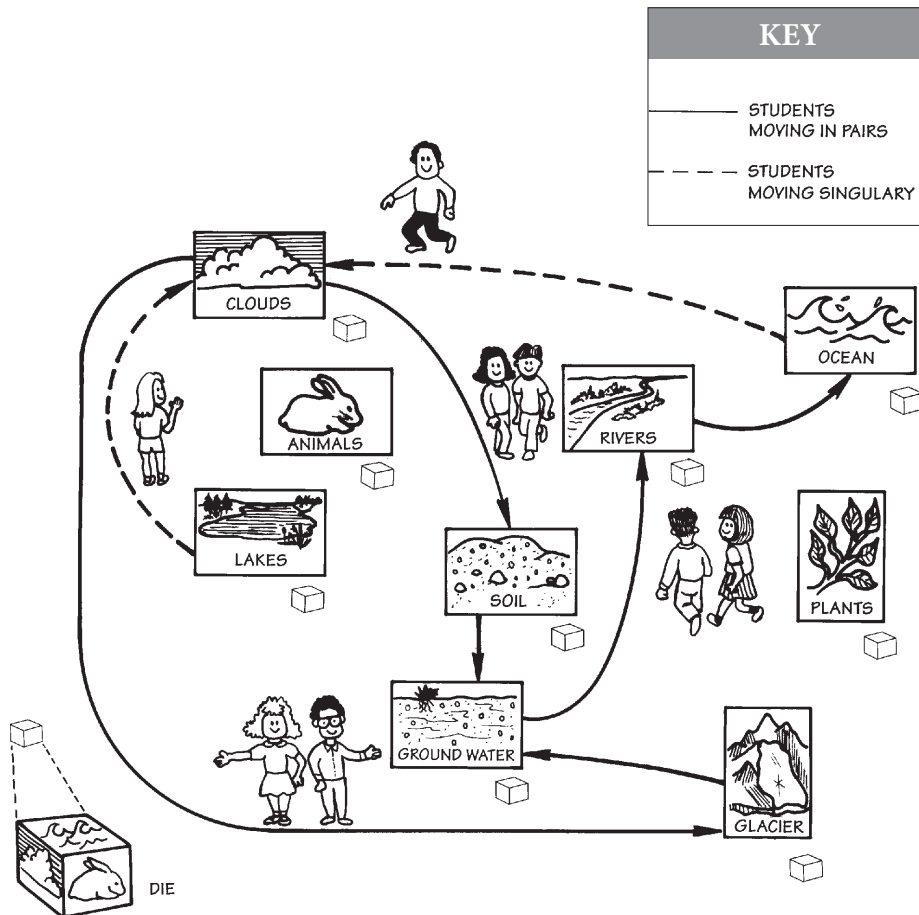 KEY
STUDENTS
MOVING IN PAIRS
STUDENTS
MOVING SINGULARY
CLOUDS
OCEAN
ANIMALS
RIVERS
LAKES
SOIL
PLANTS
GROUND WATER
GLACIER
DIE